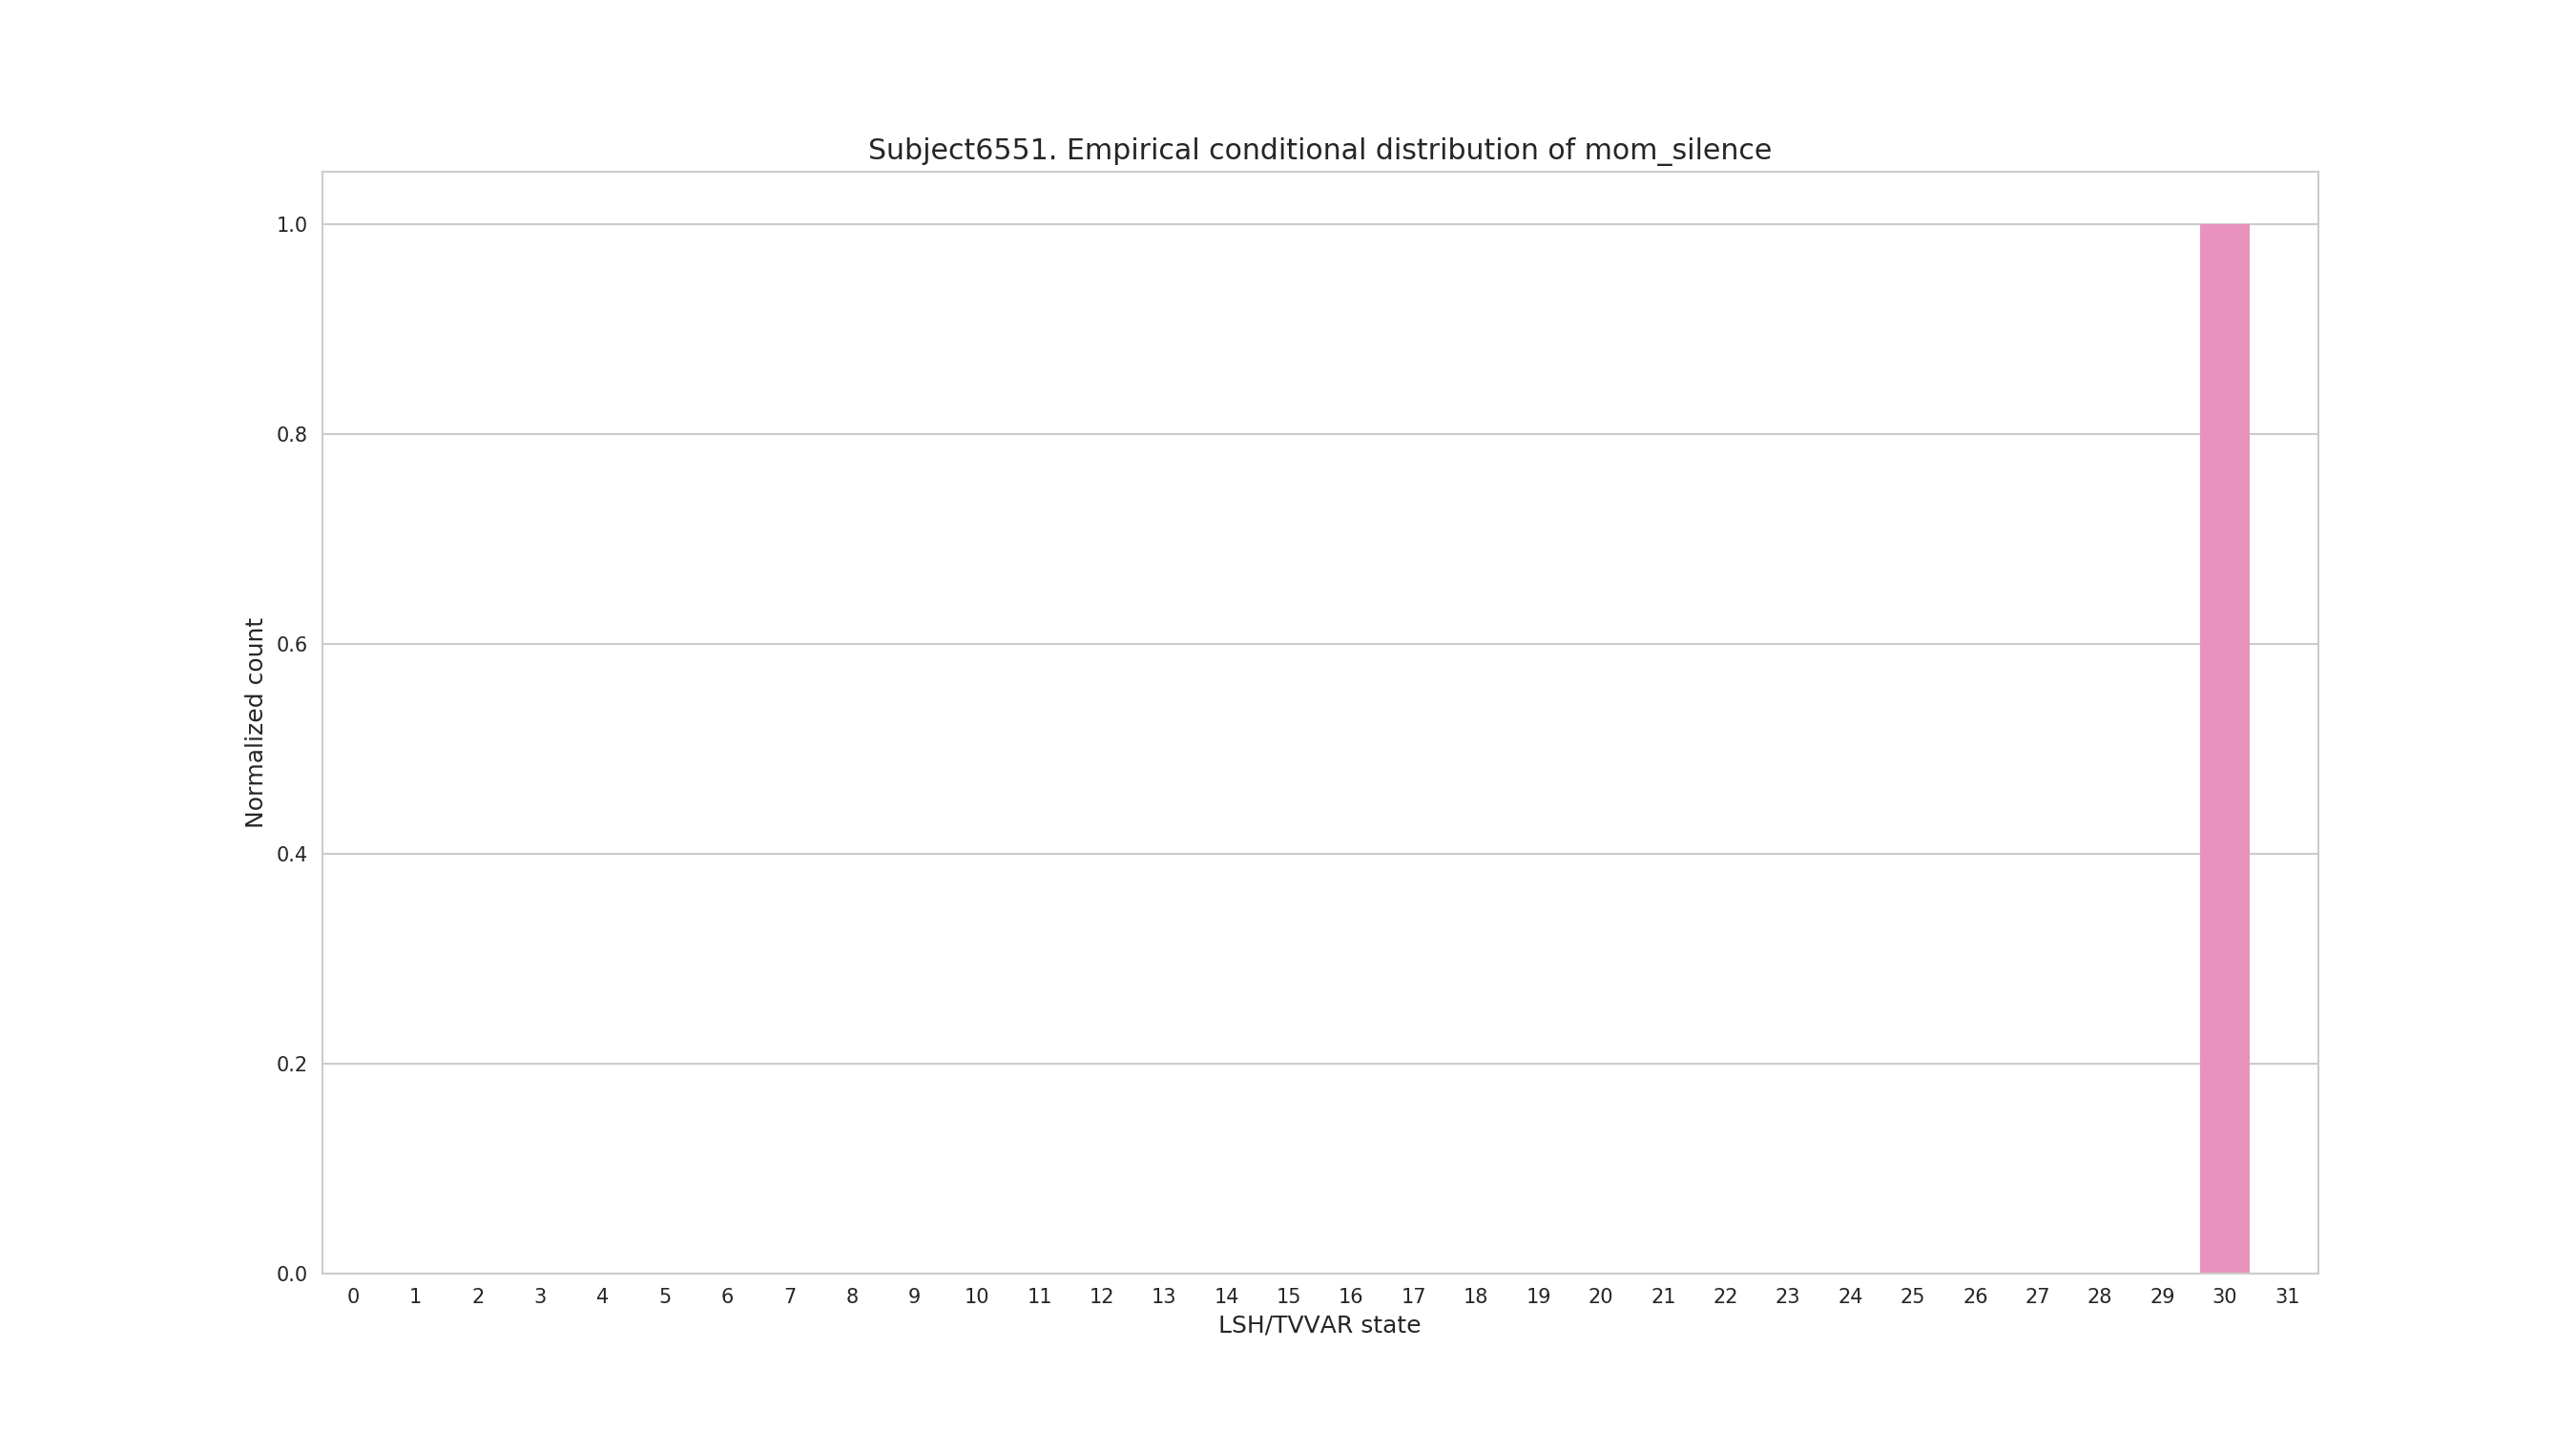 Subject6551. Empirical conditional distribution of mom_silence
1.0
0.8
0.6
0.4
0.2
0.0
Normalized count
0 1 2 3 4 5 6 7 8 9 10 11 12 13 14 15 16 17 18 19 20 21 22 23 24 25 26 27 28 29 30 31
LSH/TVVAR state